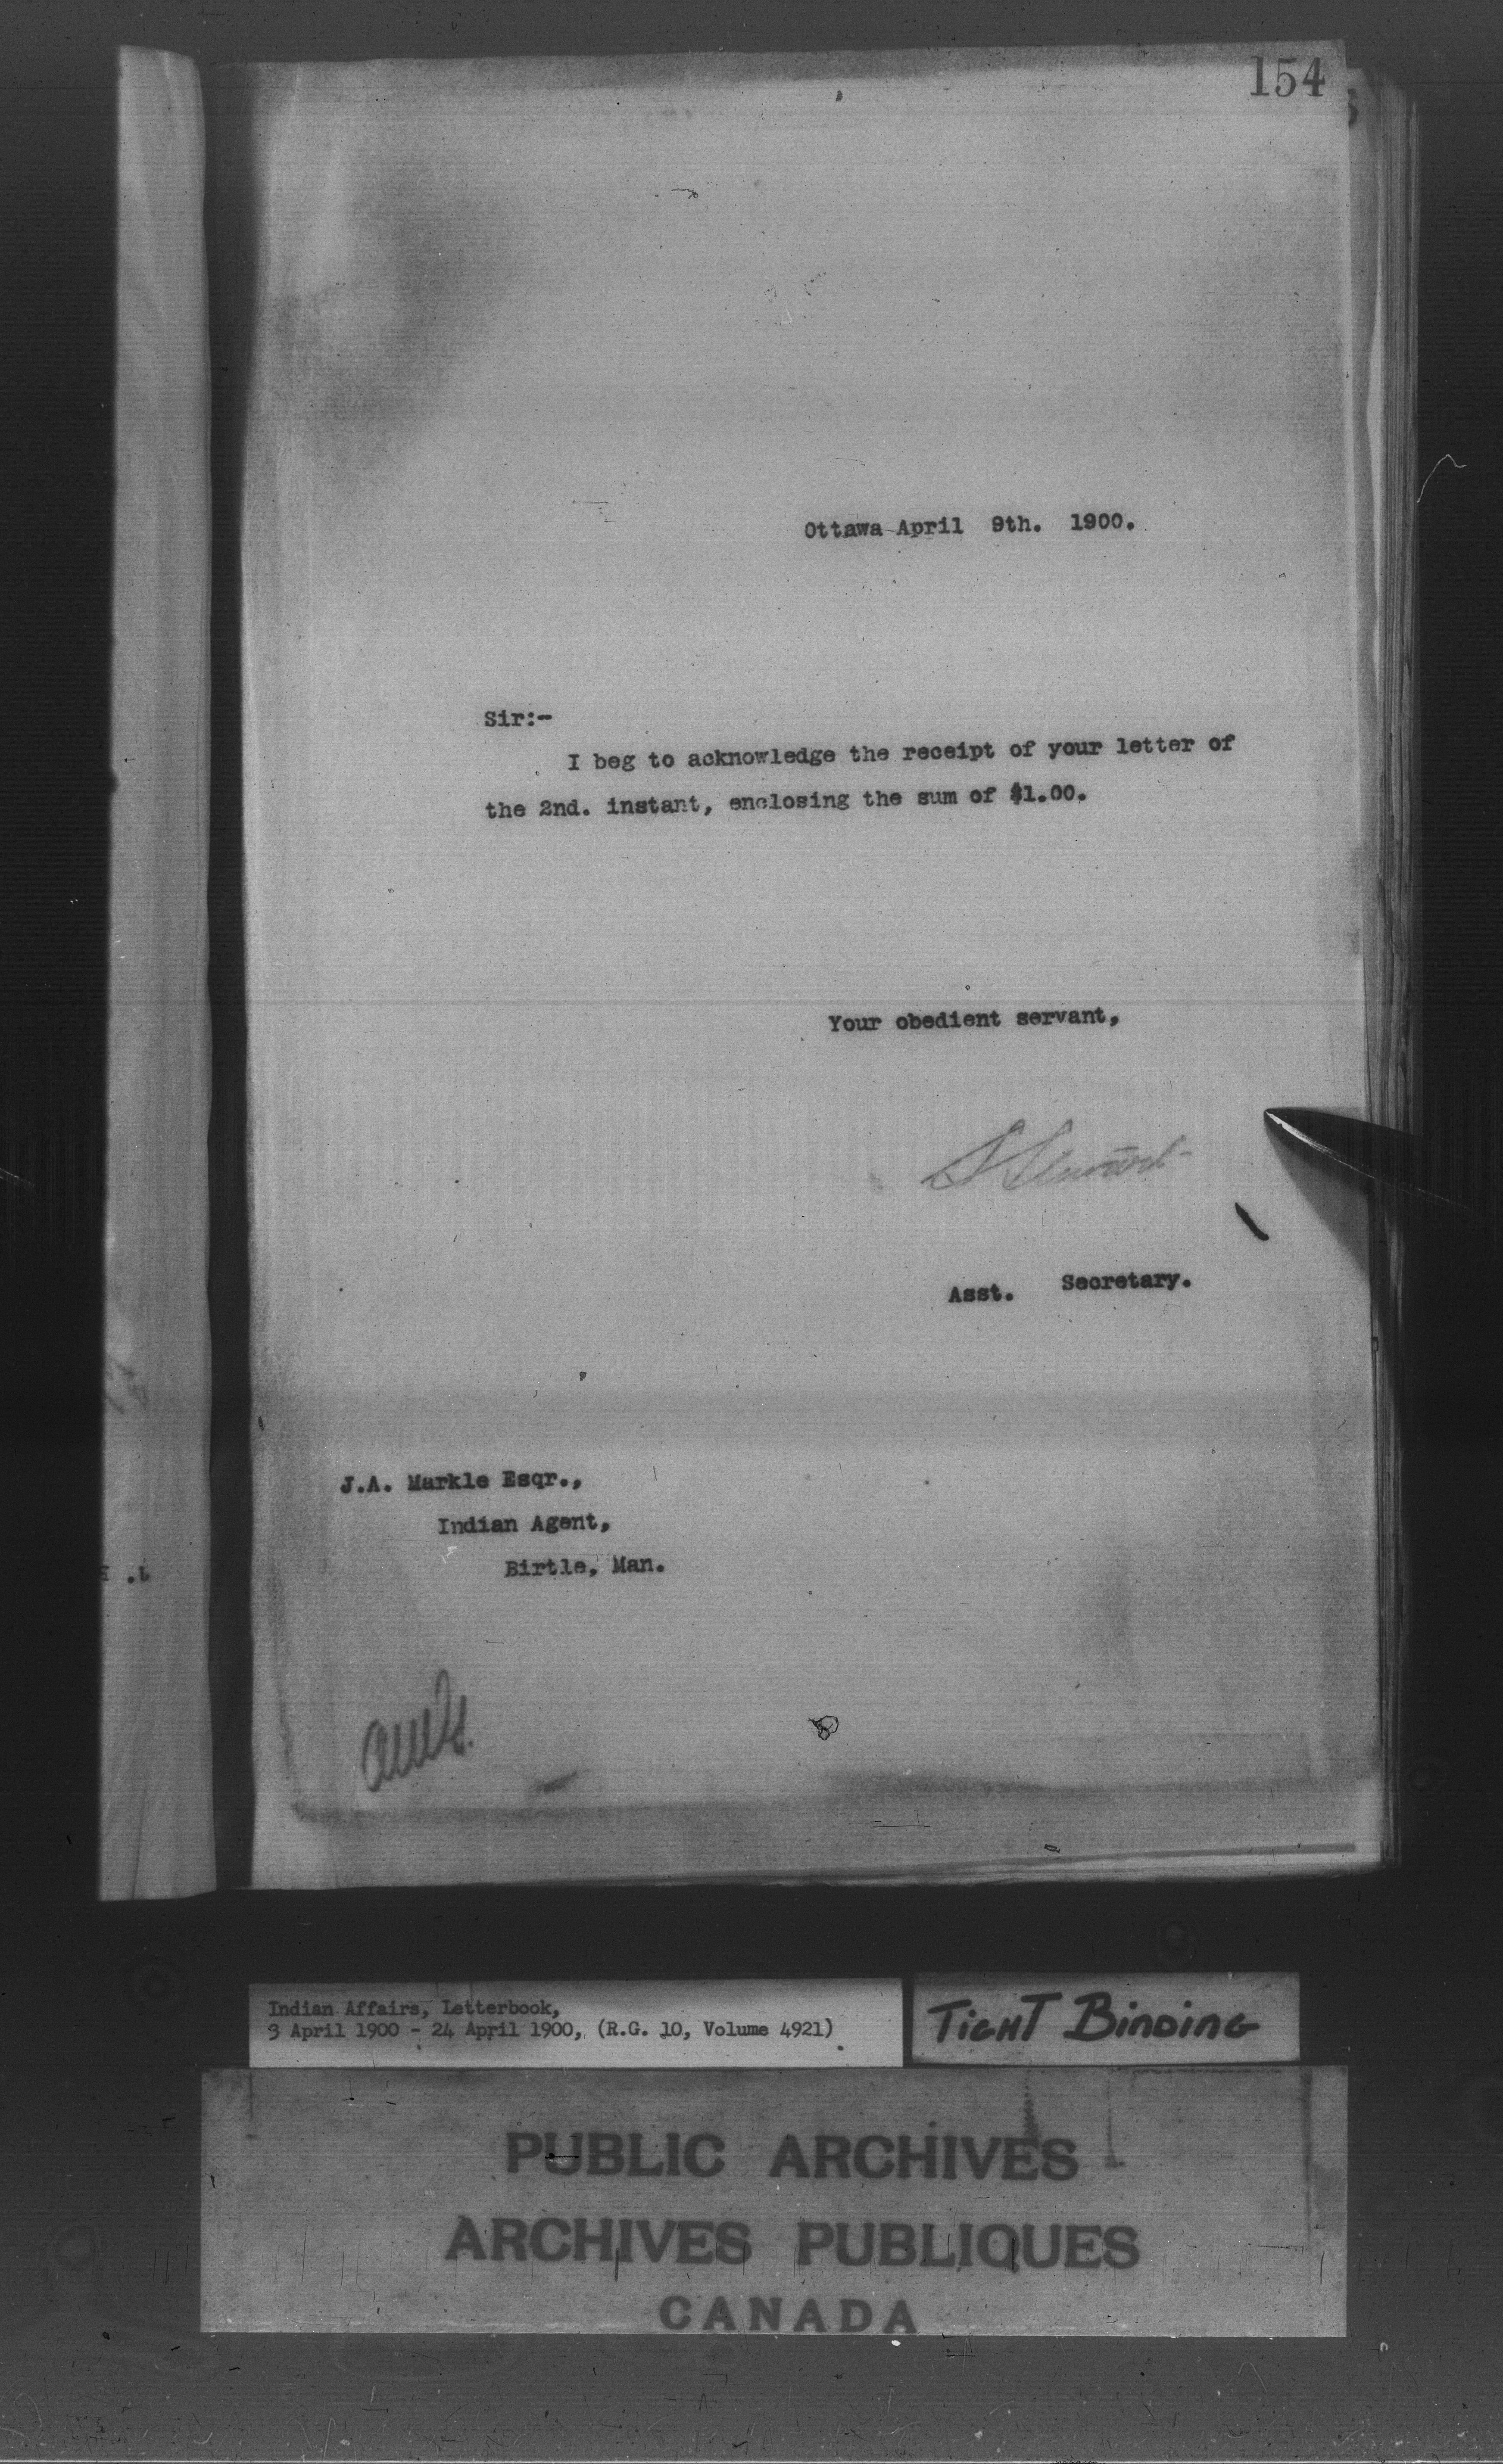 154
Ottawa April 9th. 1900.
Sir:-
I beg to acknowledge the receipt of your letter of
the 2nd. instant, enclosing the sum of $1.00.
Your obedient servant,
S Stewart
Asst. Secretary.
J.A. Markle Esqr.,
Indian Agent,
Birtle, Man.
Indian Affairs, Letterbook,
3 April 1900 - 24 April 1900, (R.G. 10, Volume 4921)
TIGHT BINDING
PUBLIC ARCHIVES
ARCHIVES PUBLIQUES
CANADA